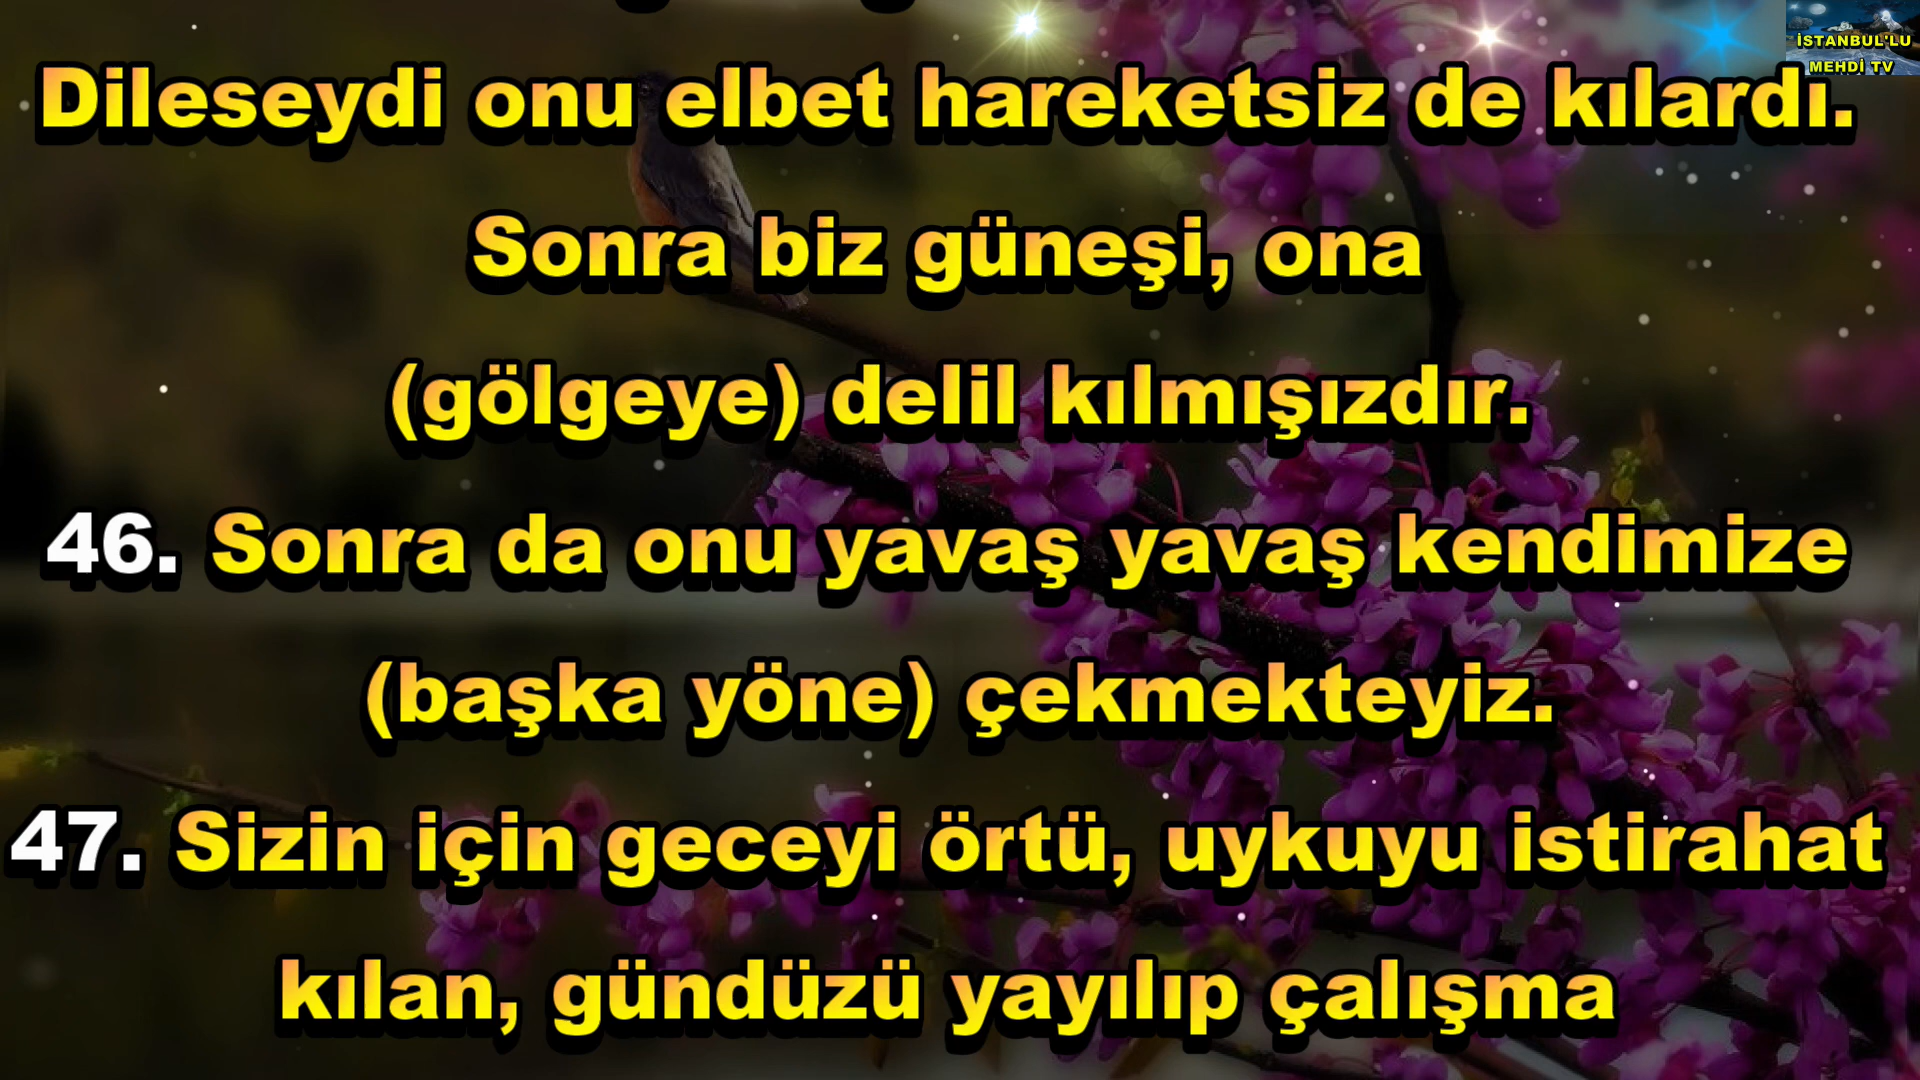 İSTANBUL'LU
MEHDİ TV
Dileseydi onu elbet hareketsiz de kılardı.
Sonra biz güneşi, ona
(gölgeye) delil kılmışızdır.
46. Sonra da onu yavaş yavaş kendimize
(başka yöne) çekmekteyiz.
47. Sizin için geceyi örtü, uykuyu istirahat
kılan, gündüzü yayılıp çalışma